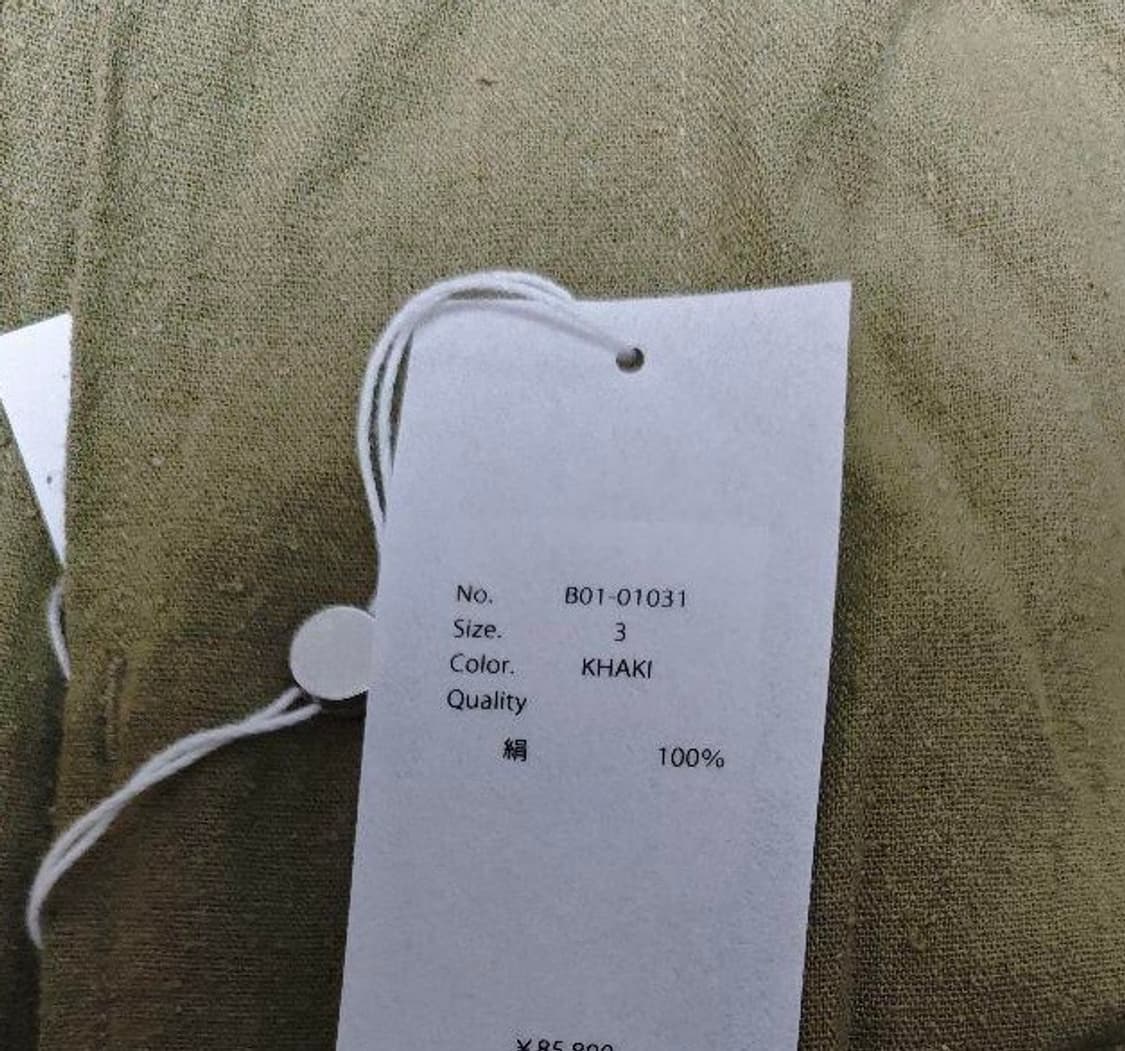 No. B01-01031
Size. 3
Color. KHAKI
Quality
絹 100%